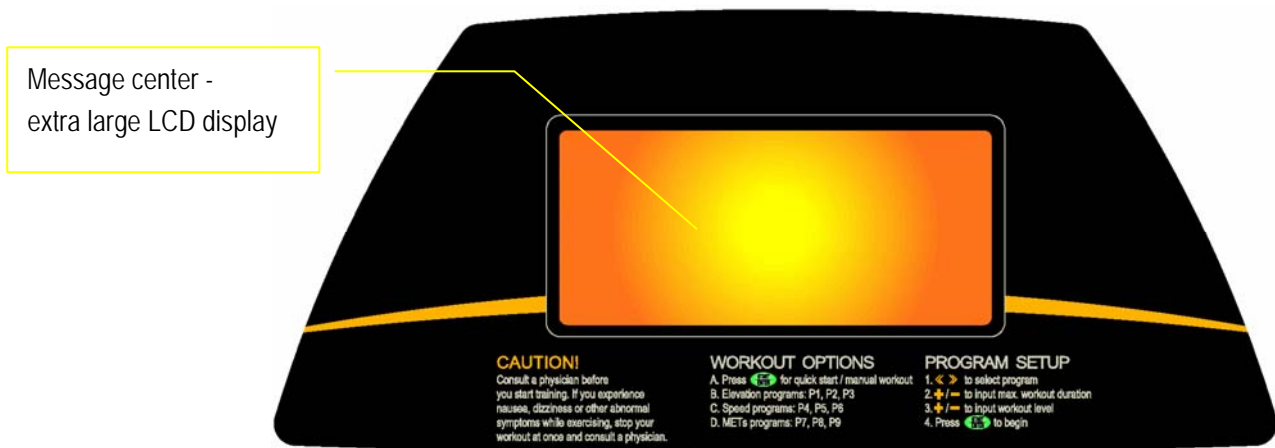 Message center -
extra large LCD display
CAUTION!
Consult a physician before
you start training. If you experience
nausea, dizziness or other abnormal
symptoms while exercising, stop your
workout at once and consult a physician.
WORKOUT OPTIONS
A. Press for quick start / manual workout
B. Elevation programs: P1, P2, P3
C. Speed programs: P4, P5, P6
D. METs programs: P7, P8, P9
PROGRAM SETUP
1. « » to select program
2. + / − to input max. workout duration
3. + / − to input workout level
4. Press to begin